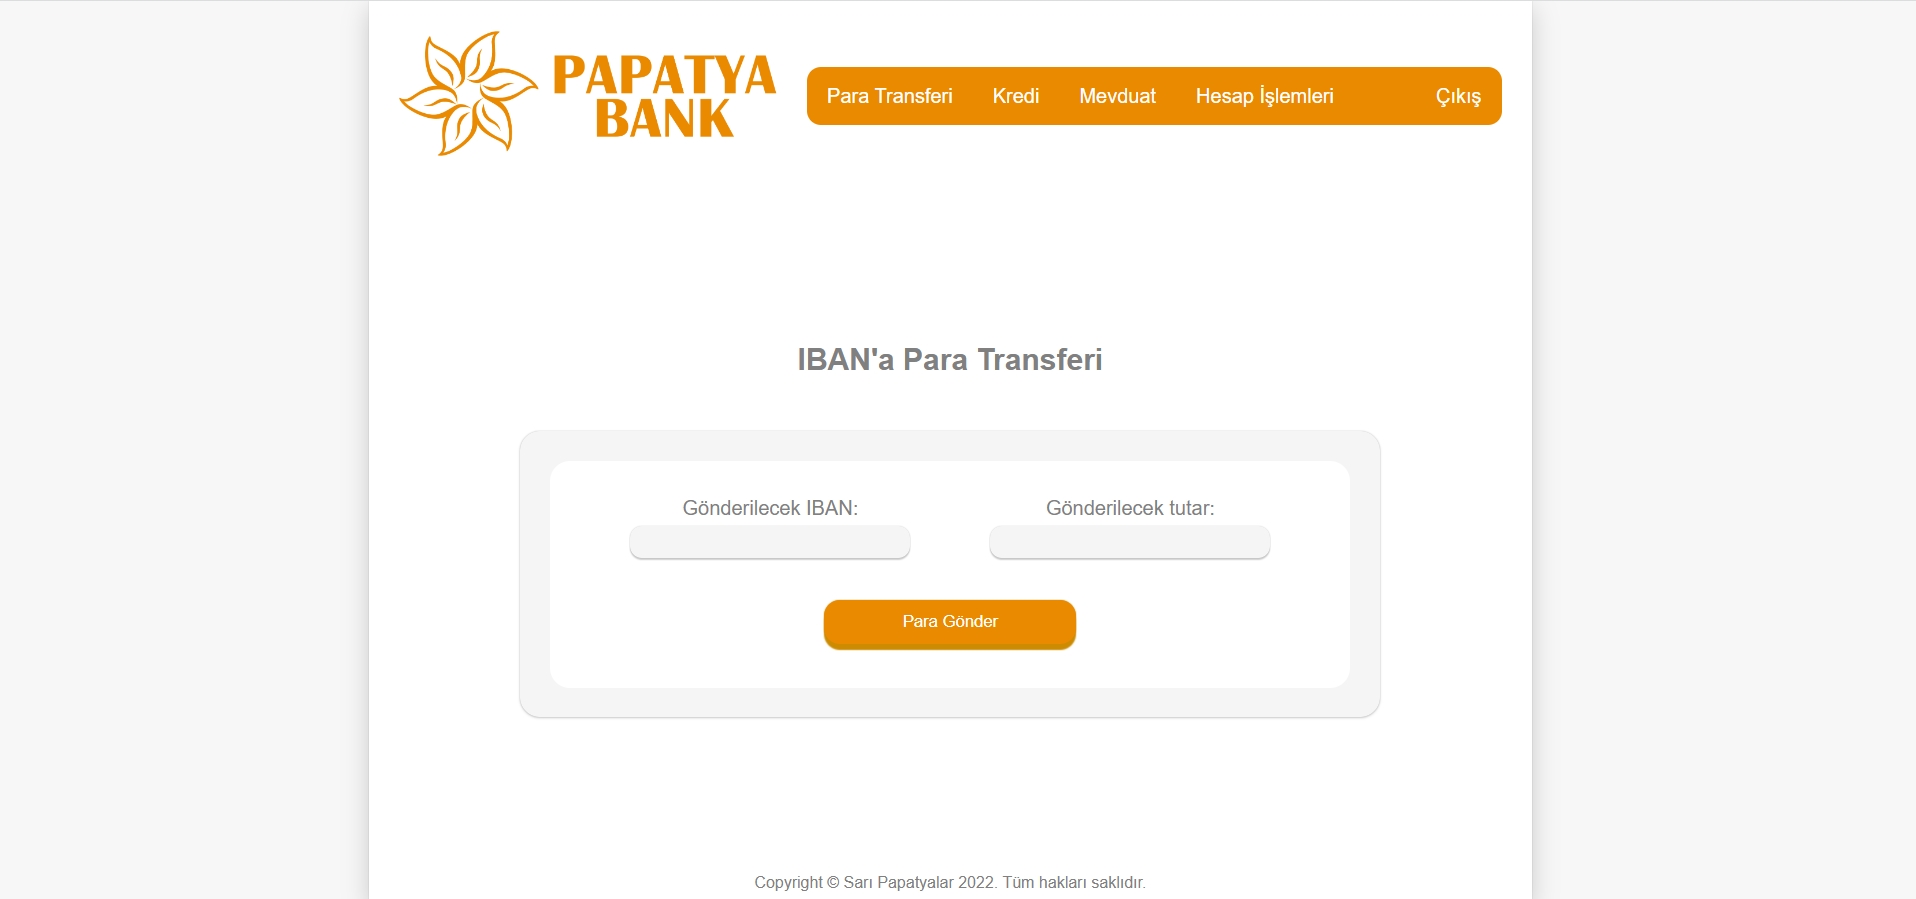 PAPATYA
BANK
Para Transferi Kredi Mevduat Hesap İşlemleri Çıkış
IBAN'a Para Transferi
Gönderilecek IBAN: Gönderilecek tutar:
Para Gönder
Copyright © Sarı Papatyalar 2022. Tüm hakları saklıdır.